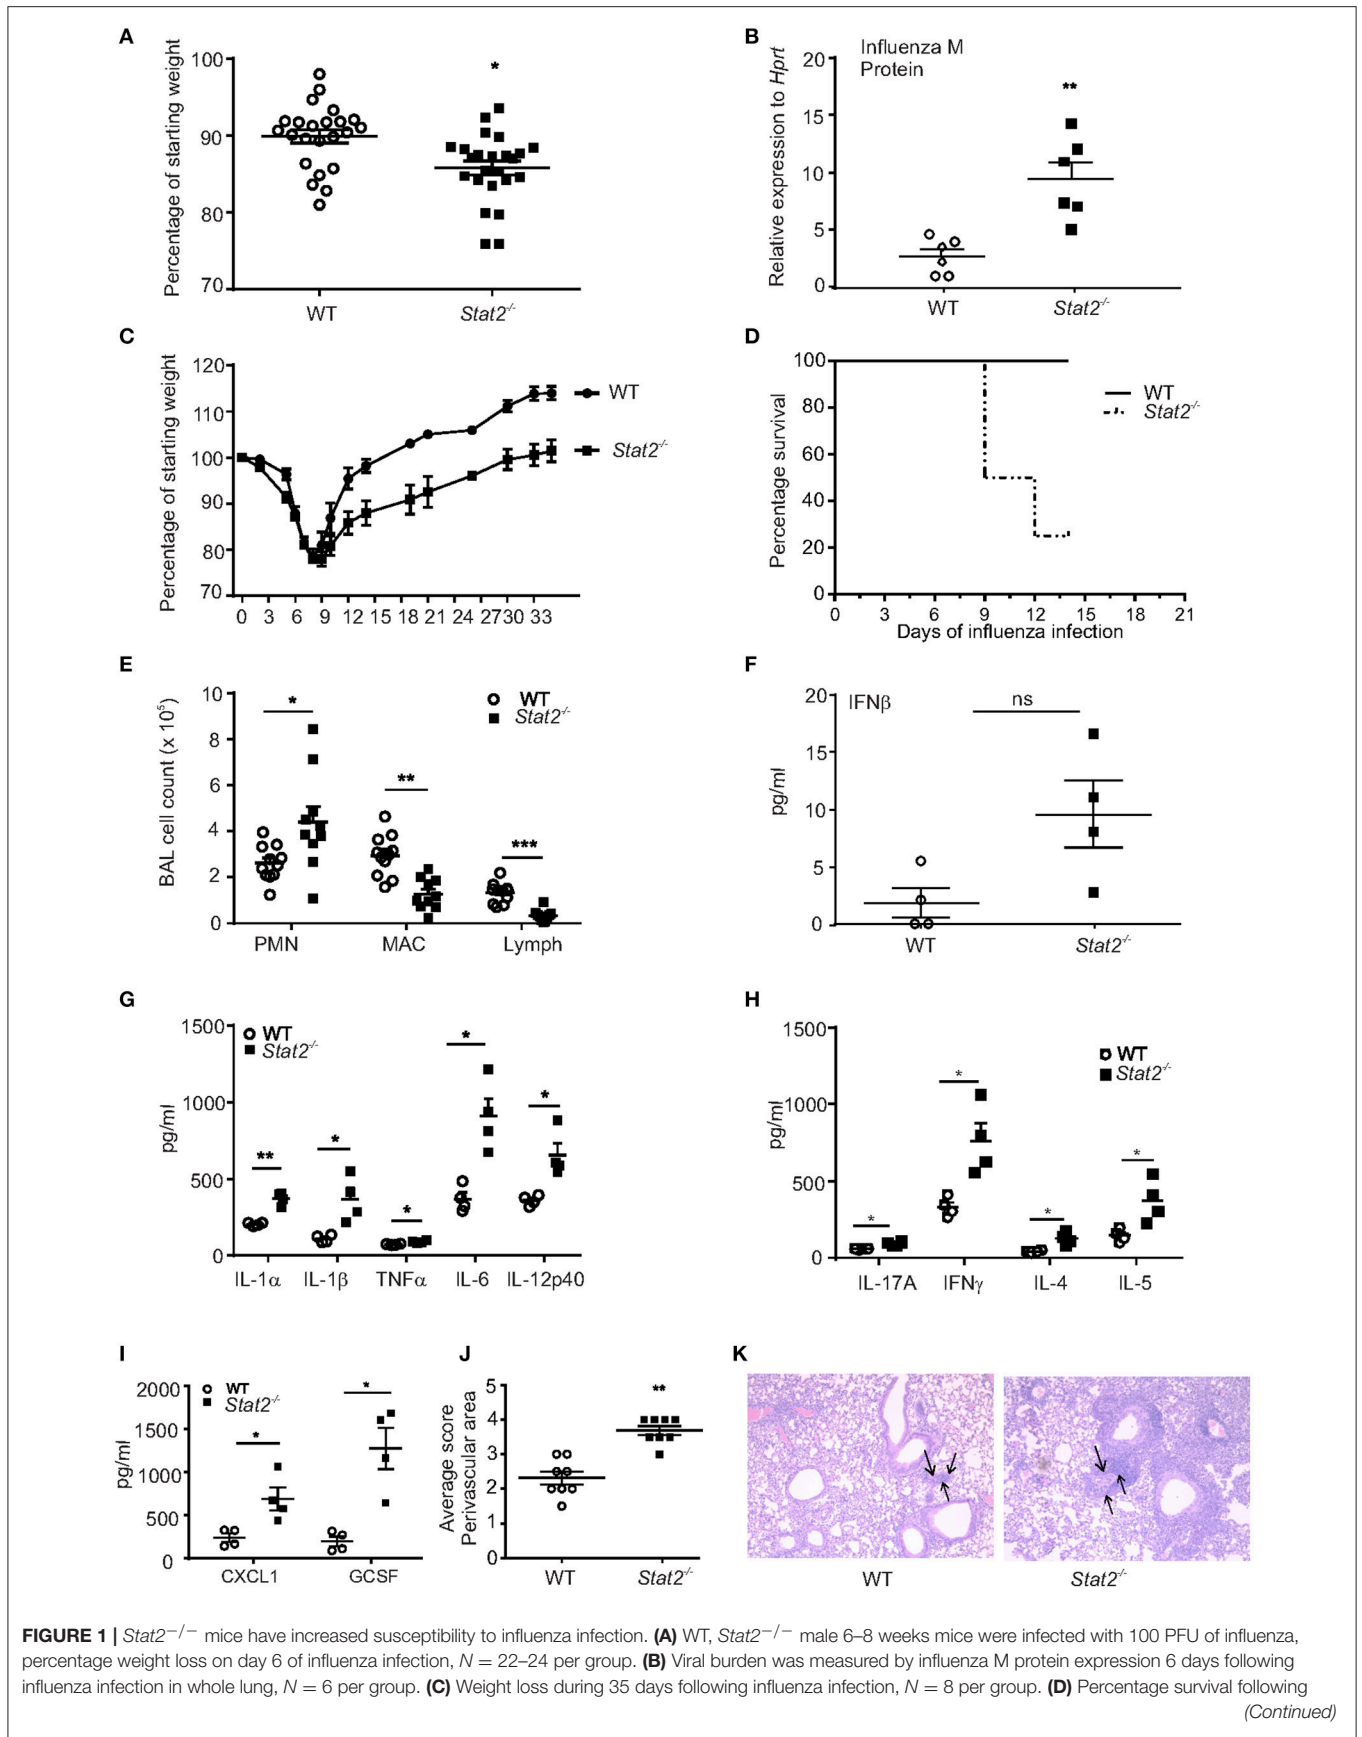 A
Percentage of starting weight
100
90
80
70
*
WT
Stat2-/-
B
Relative expression to Hprt
20
15
10
5
0
Influenza M
Protein
**
WT
Stat2-/-
C
Percentage of starting weight
120
110
100
90
80
70
WT
Stat2-/-
0 3 6 9 12 15 18 21 24 27 30 33
D
Percentage survival
100
80
60
40
20
0
WT
Stat2-/-
0 3 6 9 12 15 18 21
Days of influenza infection
E
BAL cell count (x 10⁵)
10
8
6
4
2
0
WT
Stat2-/-
*
**
***
PMN MAC Lymph
F
pg/ml
20
15
10
5
0
IFNβ
ns
WT
Stat2-/-
G
pg/ml
1500
1000
500
0
WT
Stat2-/-
**
*
*
*
*
IL-1α IL-1β TNFα IL-6 IL-12p40
H
pg/ml
1500
1000
500
0
WT
Stat2-/-
*
*
*
*
IL-17A IFNγ IL-4 IL-5
I
pg/ml
2000
1500
1000
500
0
WT
Stat2-/-
*
*
CXCL1 GCSF
J
Average score
Perivascular area
5
4
3
2
1
0
**
WT
Stat2-/-
K
WT
Stat2-/-
FIGURE 1 | Stat2−/− mice have increased susceptibility to influenza infection. (A) WT, Stat2−/− male 6–8 weeks mice were infected with 100 PFU of influenza,
percentage weight loss on day 6 of influenza infection, N = 22–24 per group. (B) Viral burden was measured by influenza M protein expression 6 days following
influenza infection in whole lung, N = 6 per group. (C) Weight loss during 35 days following influenza infection, N = 8 per group. (D) Percentage survival following
(Continued)